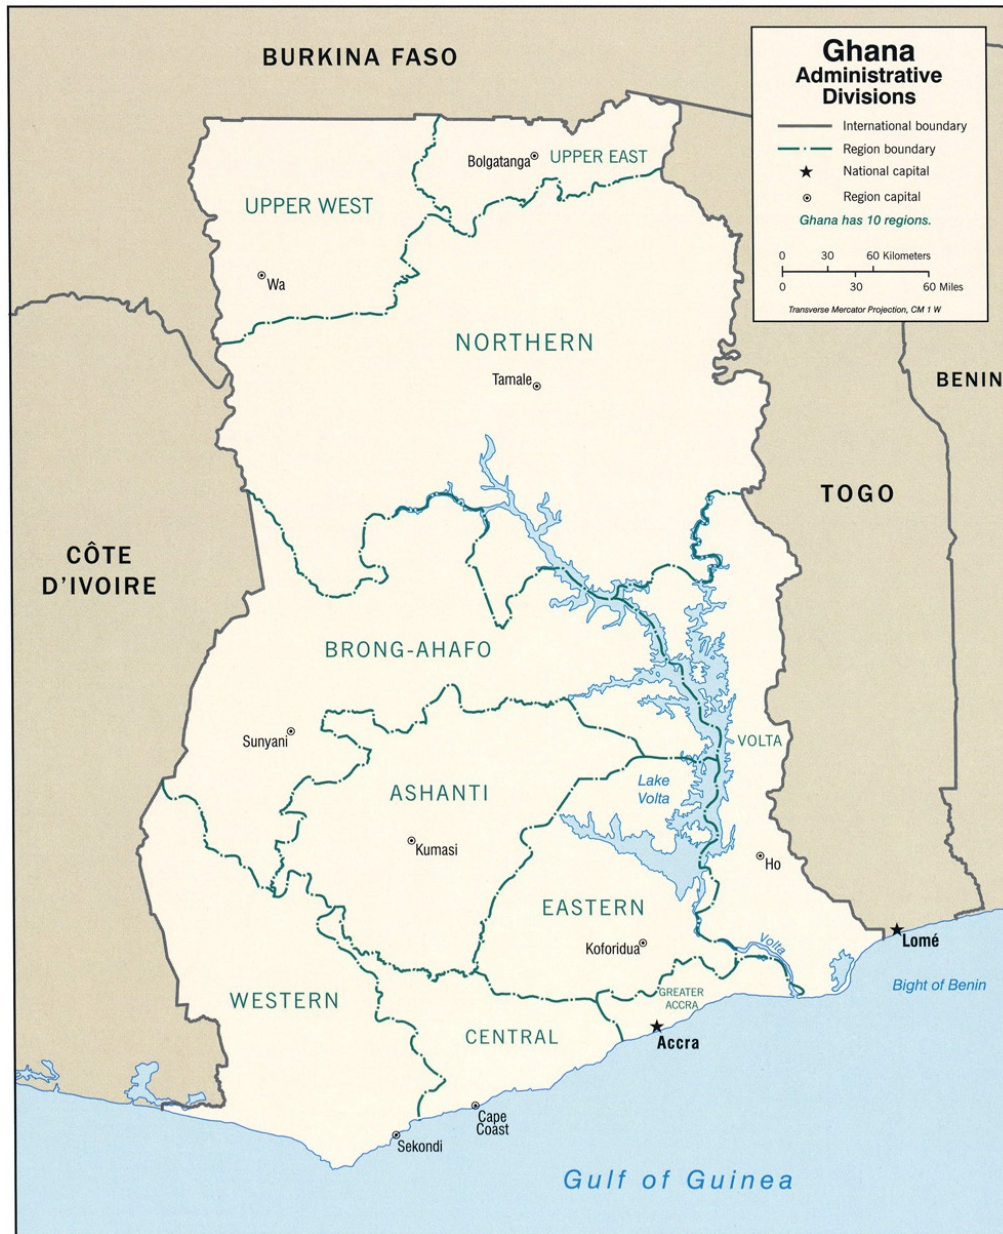 BURKINA FASO
Ghana
Administrative
Divisions
International boundary
Region boundary
National capital
Region capital
Ghana has 10 regions.
0 30 60 Kilometers
0 30 60 Miles
Transverse Mercator Projection, CM 1 W
Bolgatanga
UPPER EAST
UPPER WEST
Wa
NORTHERN
Tamale
BENIN
TOGO
CÔTE
D'IVOIRE
BRONG-AHAFO
Sunyani
VOLTA
ASHANTI
Lake
Volta
Kumasi
Ho
EASTERN
Koforidua
Volta
Lomé
WESTERN
GREATER
ACCRA
Bight of Benin
CENTRAL
Accra
Cape
Coast
Sekondi
Gulf of Guinea